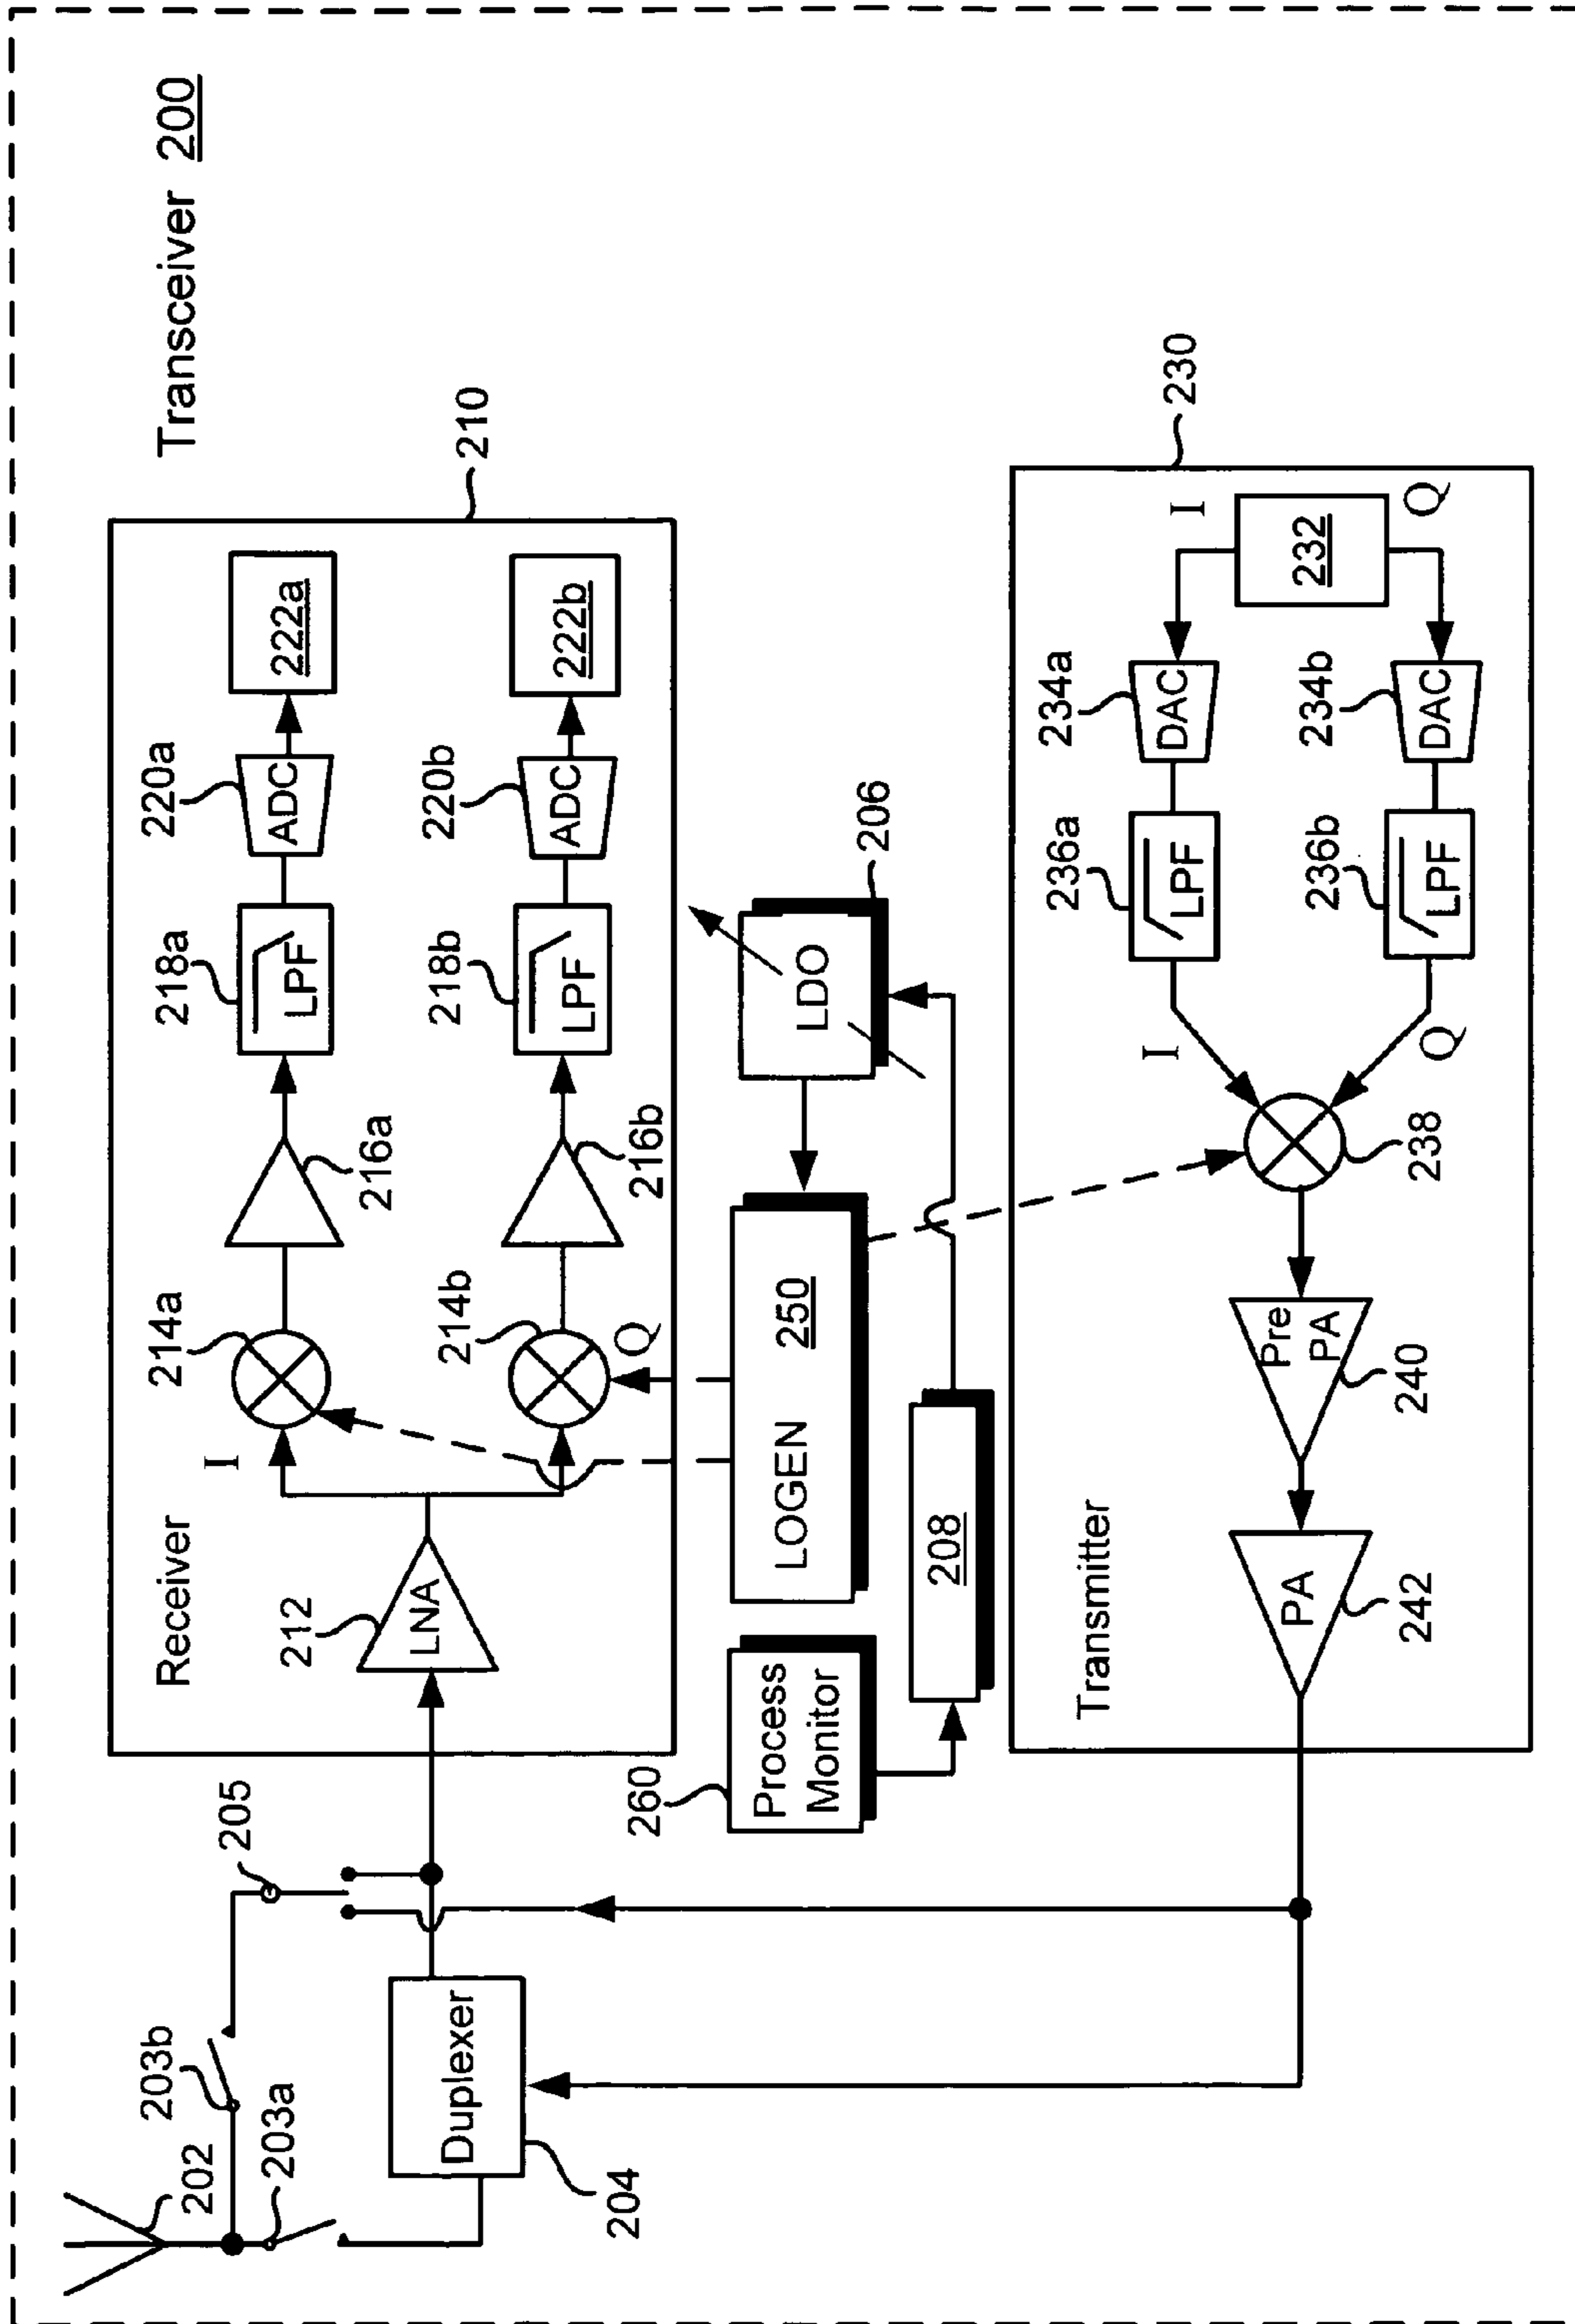 Transceiver 200
210
Receiver
212
LNA
I
214a
216a
218a
LPF
220a
ADC
222a
214b
Q
216b
218b
LPF
220b
ADC
222b
202
203b
203a
205
Duplexer
204
260
Process
Monitor
LOGEN 250
LDO
206
208
230
Transmitter
PA
242
Pre
PA
240
238
I
Q
236a
LPF
236b
LPF
234a
DAC
234b
DAC
I
232
Q